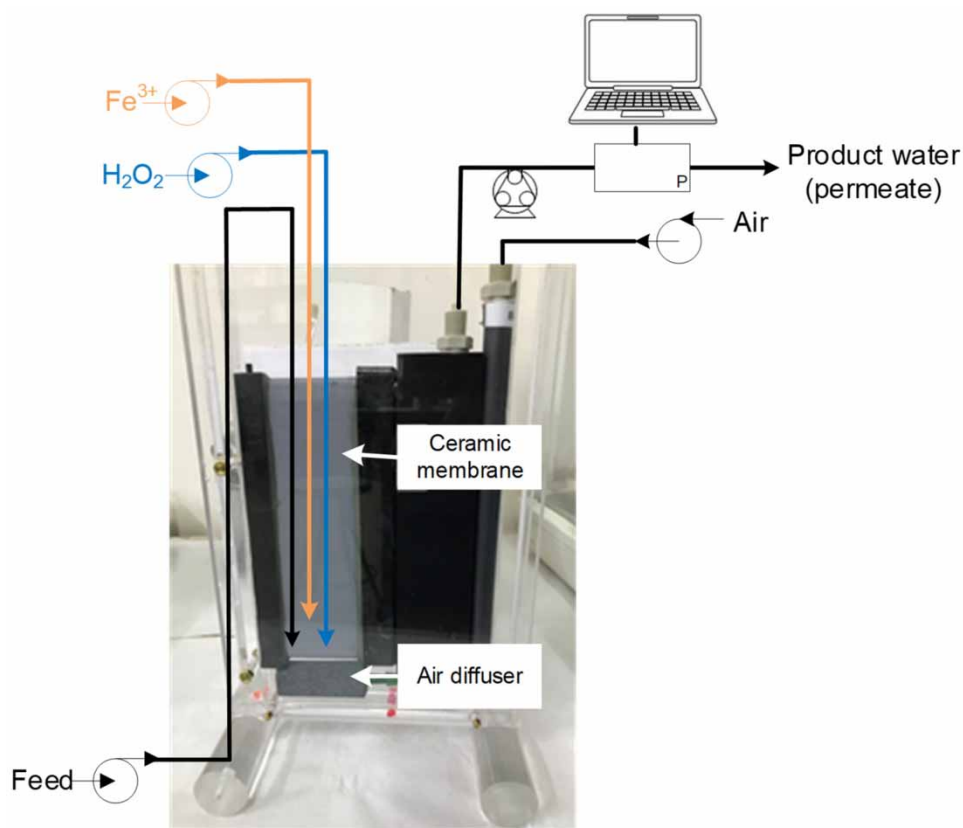 Fe³⁺
H₂O₂
P
Product water
(permeate)
Air
Ceramic
membrane
Air diffuser
Feed